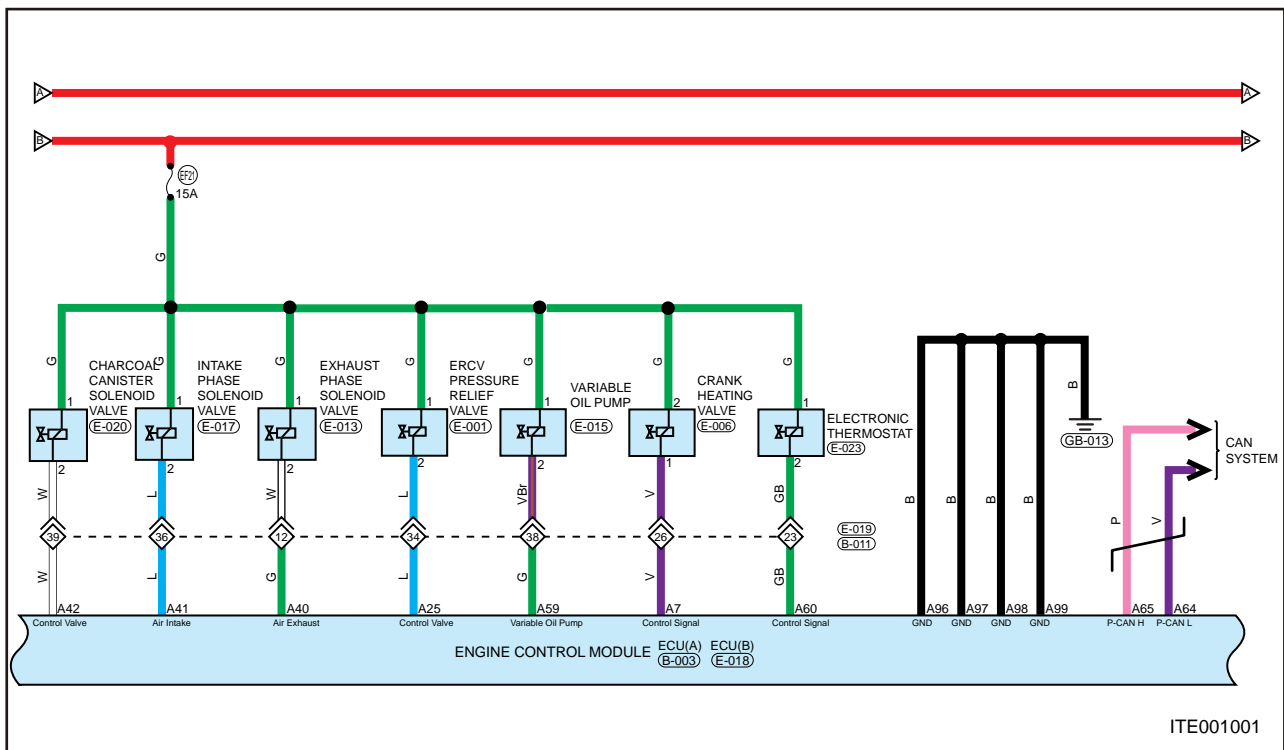 A A
B B
EF21
15A
G
G G G G G G G
CHARCOAL
CANISTER
SOLENOID
VALVE
E-020
INTAKE
PHASE
SOLENOID
VALVE
E-017
EXHAUST
PHASE
SOLENOID
VALVE
E-013
ERCV
PRESSURE
RELIEF
VALVE
E-001
VARIABLE
OIL PUMP
E-015
CRANK
HEATING
VALVE
E-006
ELECTRONIC
THERMOSTAT
E-023
1 1 1 1 1 2 1
2 2 2 2 2 1 2
W L W L VBr V GB
39 36 12 34 38 26 23
E-019
B-011
W L G L G V GB
B B B B B
GB-013
CAN
SYSTEM
P V
A42 A41 A40 A25 A59 A7 A60 A96 A97 A98 A99 A65 A64
Control Valve Air Intake Air Exhaust Control Valve Variable Oil Pump Control Signal Control Signal GND GND GND GND P-CAN H P-CAN L
ENGINE CONTROL MODULE ECU(A) ECU(B)
B-003 E-018
ITE001001